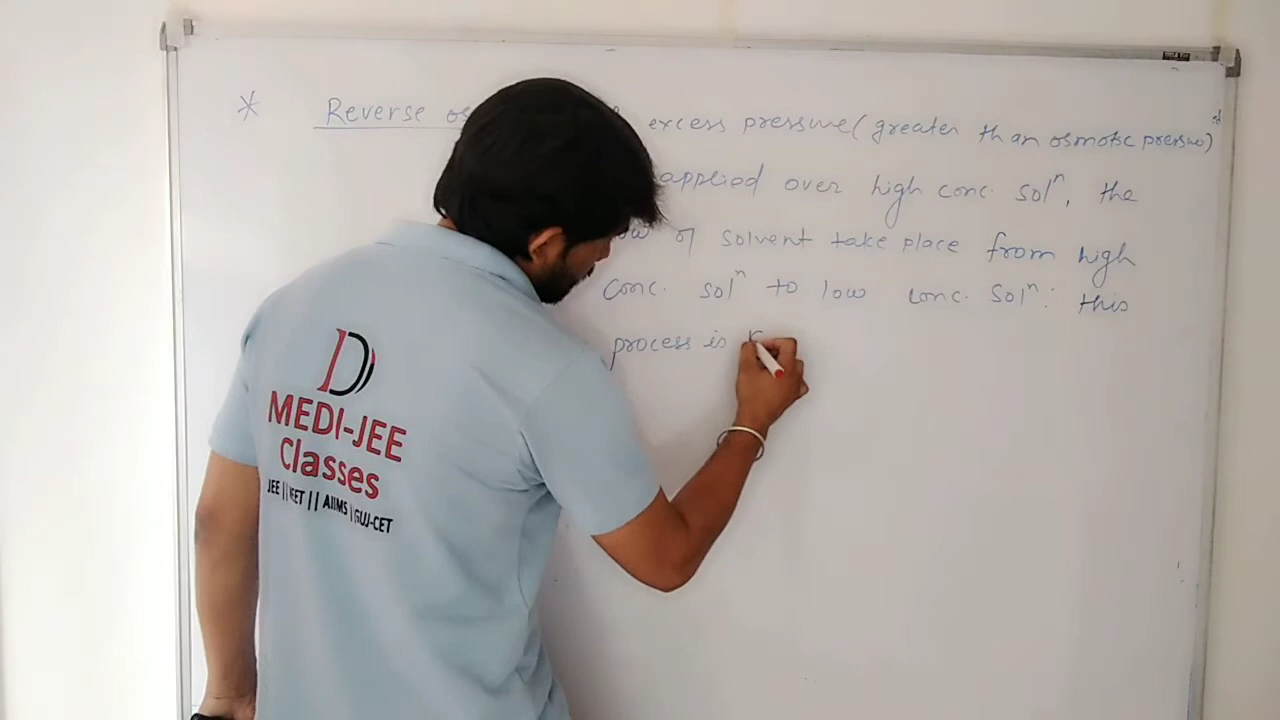 * Reverse os
excess pressure (greater than osmotic pressure)
applied over high conc. solⁿ, the
of solvent take place from high
conc. solⁿ to low conc. solⁿ: this
process is
MEDI-JEE
Classes
JEE || NEET || AIIMS | GUJ-CET